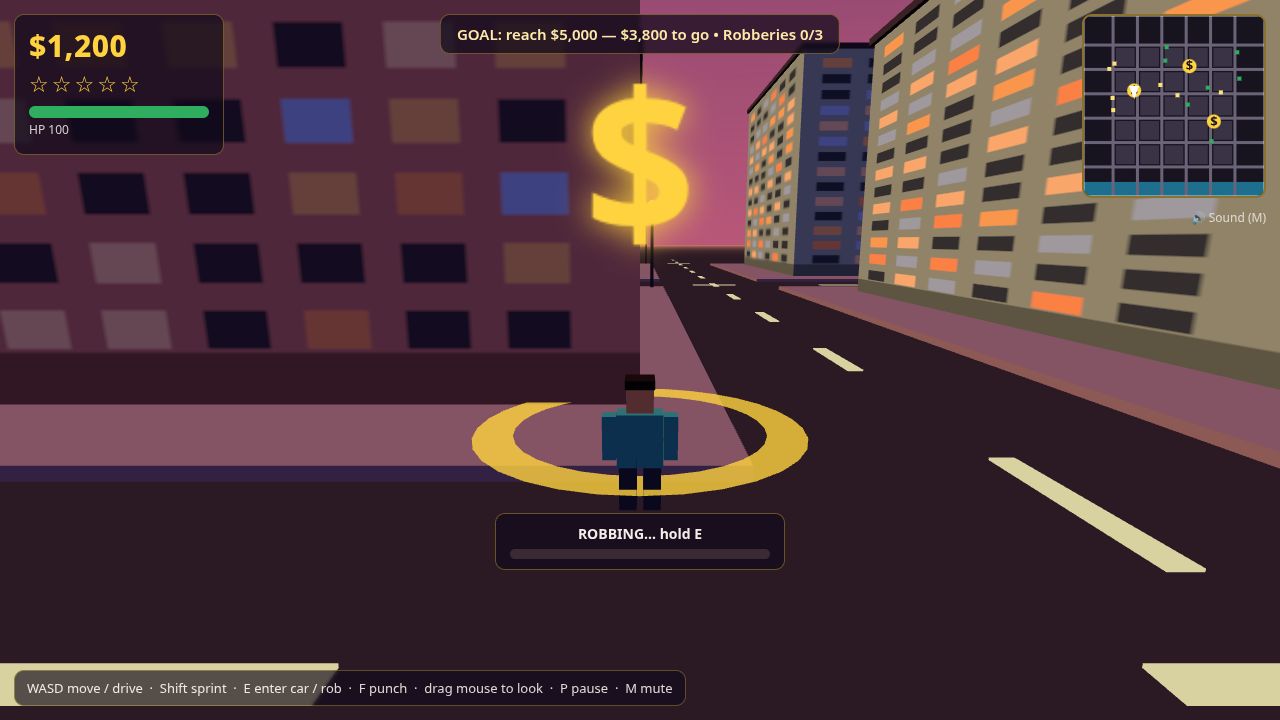 $1,200
☆☆☆☆☆
HP 100
GOAL: reach $5,000 — $3,800 to go • Robberies 0/3
$
$
$
🔊 Sound (M)
ROBBING... hold E
WASD move / drive · Shift sprint · E enter car / rob · F punch · drag mouse to look · P pause · M mute